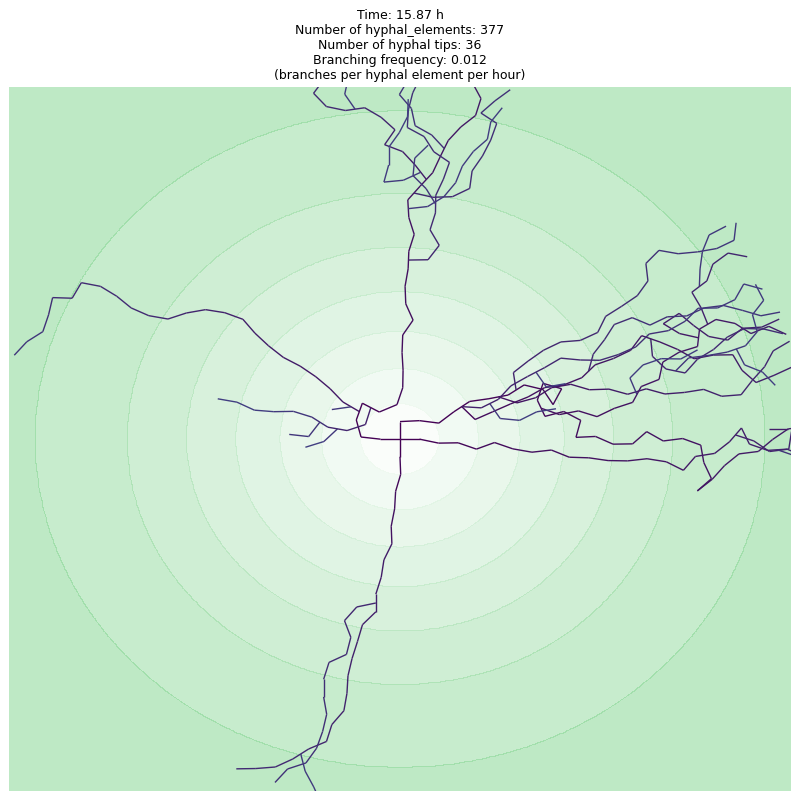 Time: 15.87 h
Number of hyphal_elements: 377
Number of hyphal tips: 36
Branching frequency: 0.012
(branches per hyphal element per hour)